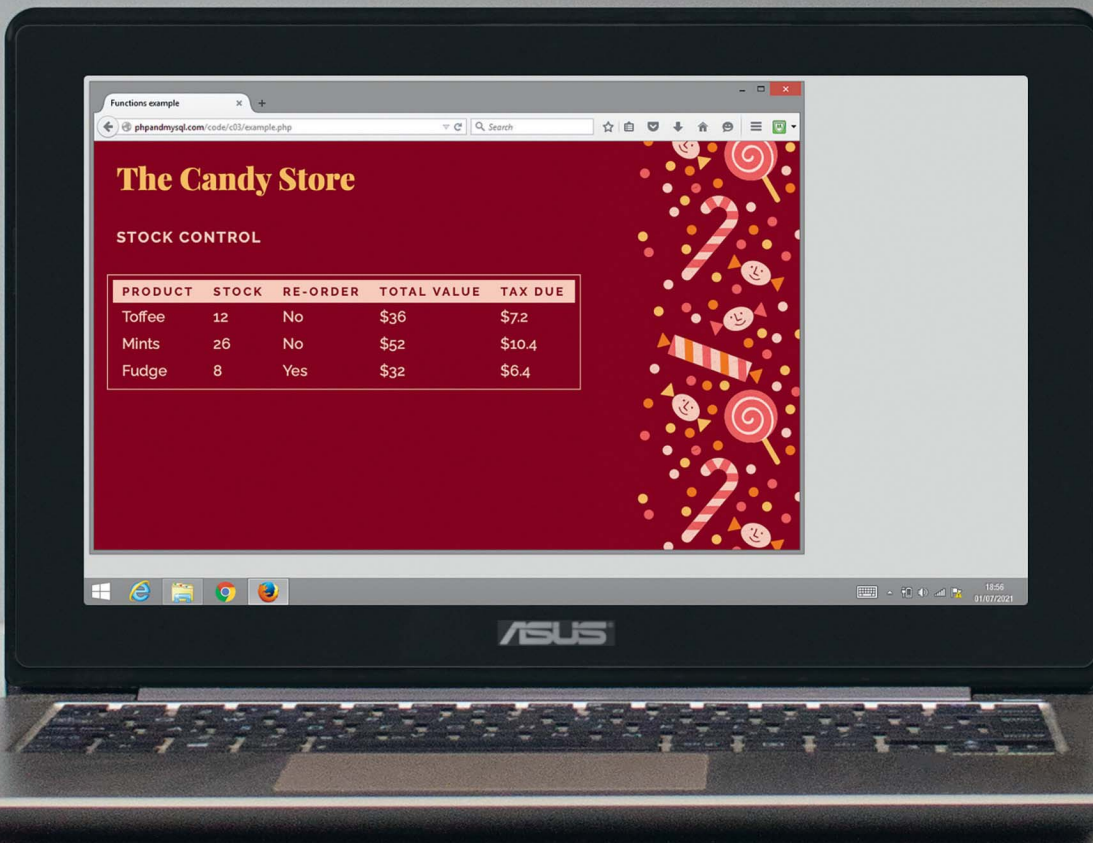 Functions example
phpandmysql.com/code/c03/example.php
Search
The Candy Store
STOCK CONTROL
PRODUCT STOCK RE-ORDER TOTAL VALUE TAX DUE
Toffee 12 No $36 $7.2
Mints 26 No $52 $10.4
Fudge 8 Yes $32 $6.4
18:56
01/07/2021
ASUS